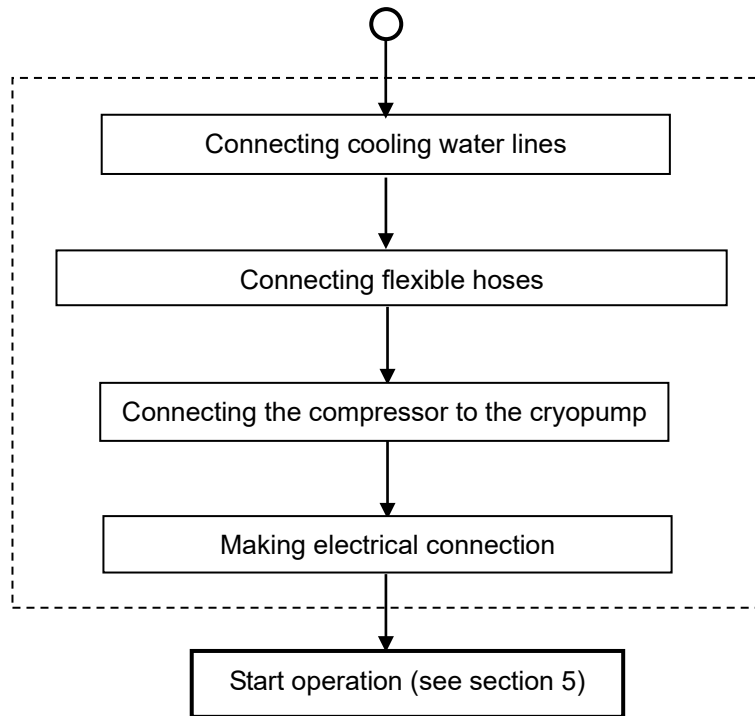 Connecting cooling water lines
Connecting flexible hoses
Connecting the compressor to the cryopump
Making electrical connection
Start operation (see section 5)